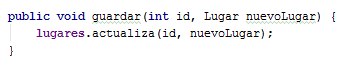 public void guardar(int id, Lugar nuevoLugar) {
    lugares.actualiza(id, nuevoLugar);
}